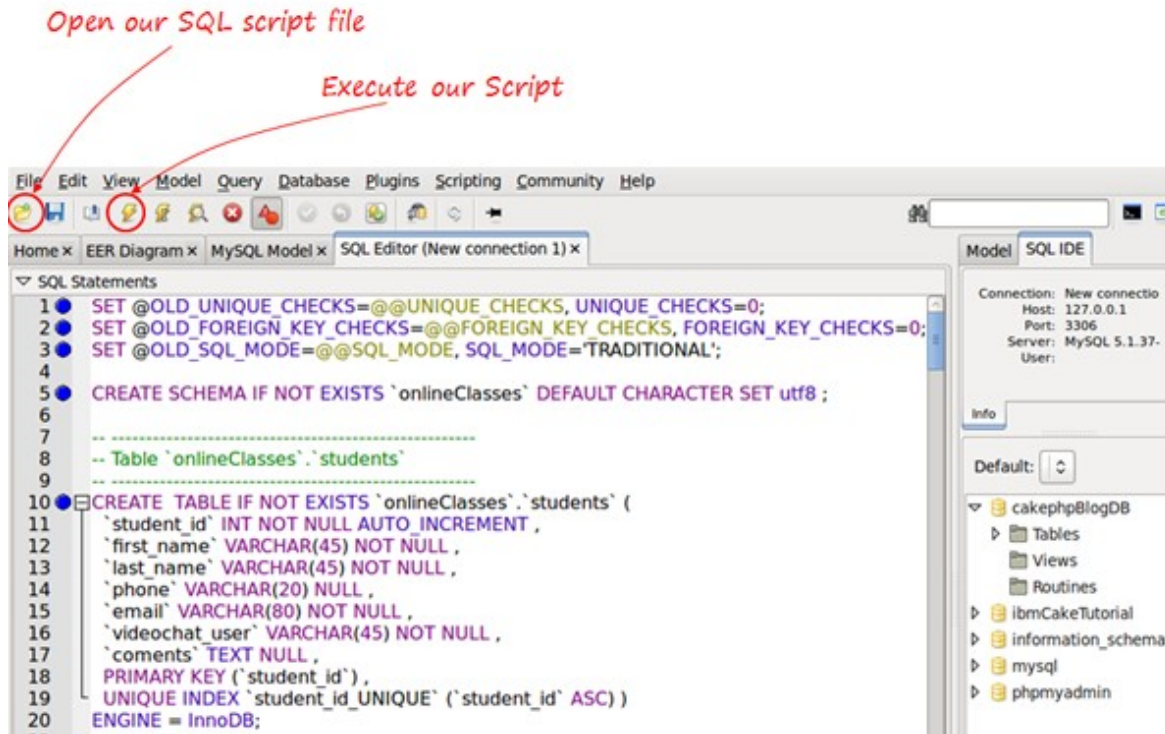 Open our SQL script file
Execute our Script
File Edit View Model Query Database Plugins Scripting Community Help
Home x EER Diagram x MySQL Model x SQL Editor (New connection 1) x
SQL Statements
1 SET @OLD_UNIQUE_CHECKS=@@UNIQUE_CHECKS, UNIQUE_CHECKS=0;
2 SET @OLD_FOREIGN_KEY_CHECKS=@@FOREIGN_KEY_CHECKS, FOREIGN_KEY_CHECKS=0;
3 SET @OLD_SQL_MODE=@@SQL_MODE, SQL_MODE='TRADITIONAL';
4
5 CREATE SCHEMA IF NOT EXISTS `onlineClasses` DEFAULT CHARACTER SET utf8 ;
6
7 -- -----------------------------------------------------
8 -- Table `onlineClasses`.`students`
9 -- -----------------------------------------------------
10 CREATE  TABLE IF NOT EXISTS `onlineClasses`.`students` (
11 `student_id` INT NOT NULL AUTO_INCREMENT ,
12 `first_name` VARCHAR(45) NOT NULL ,
13 `last_name` VARCHAR(45) NOT NULL ,
14 `phone` VARCHAR(20) NULL ,
15 `email` VARCHAR(80) NOT NULL ,
16 `videochat_user` VARCHAR(45) NOT NULL ,
17 `coments` TEXT NULL ,
18 PRIMARY KEY (`student_id`) ,
19 UNIQUE INDEX `student_id_UNIQUE` (`student_id` ASC) )
20 ENGINE = InnoDB;
Model SQL IDE
Connection: New connectio
Host: 127.0.0.1
Port: 3306
Server: MySQL 5.1.37-
User:
Info
Default:
cakephpBlogDB
Tables
Views
Routines
ibmCakeTutorial
information_schema
mysql
phpmyadmin